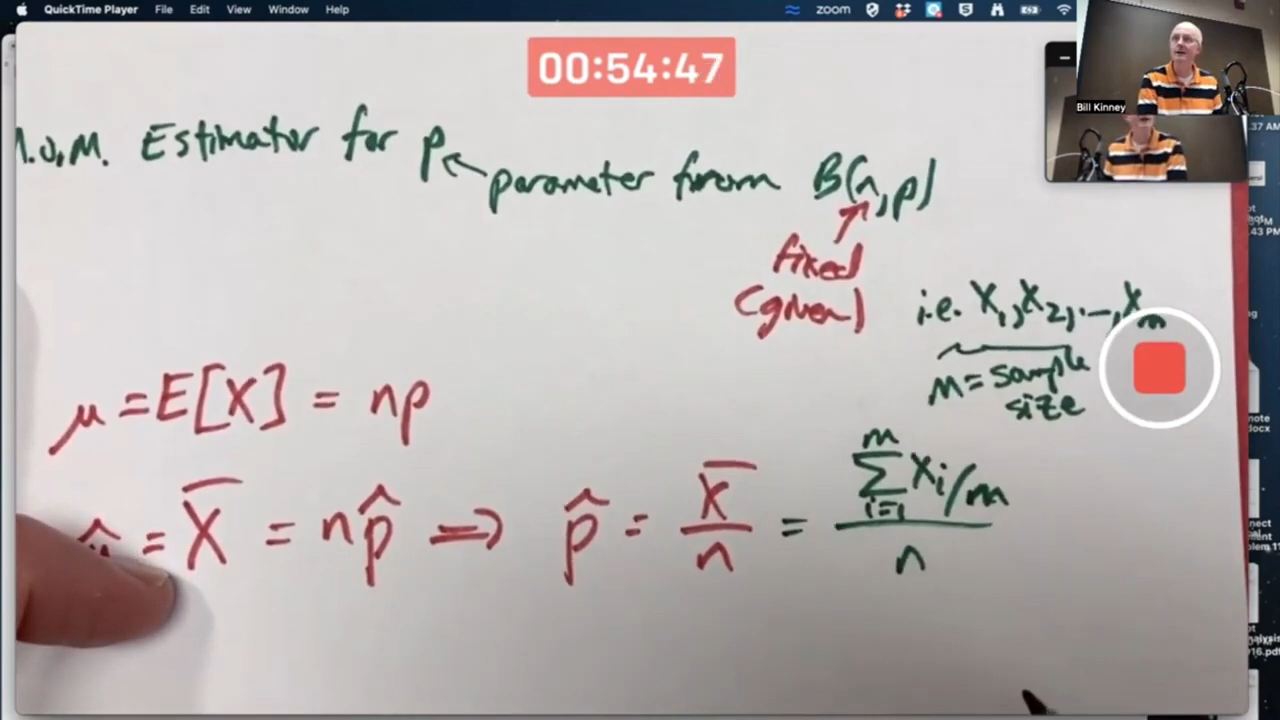 QuickTime Player File Edit View Window Help zoom
00:54:47
Bill Kinney
M.O.M. Estimator for p ← parameter from B(n,p)
fixed
(given)
i.e. X₁, X₂, ..., Xₘ
m = sample
size
μ = E[X] = np
μ̂ = X̄ = np̂ ⟹ p̂ = X̄/n = (∑ᵢ₌₁ᵐ Xᵢ/m)/n